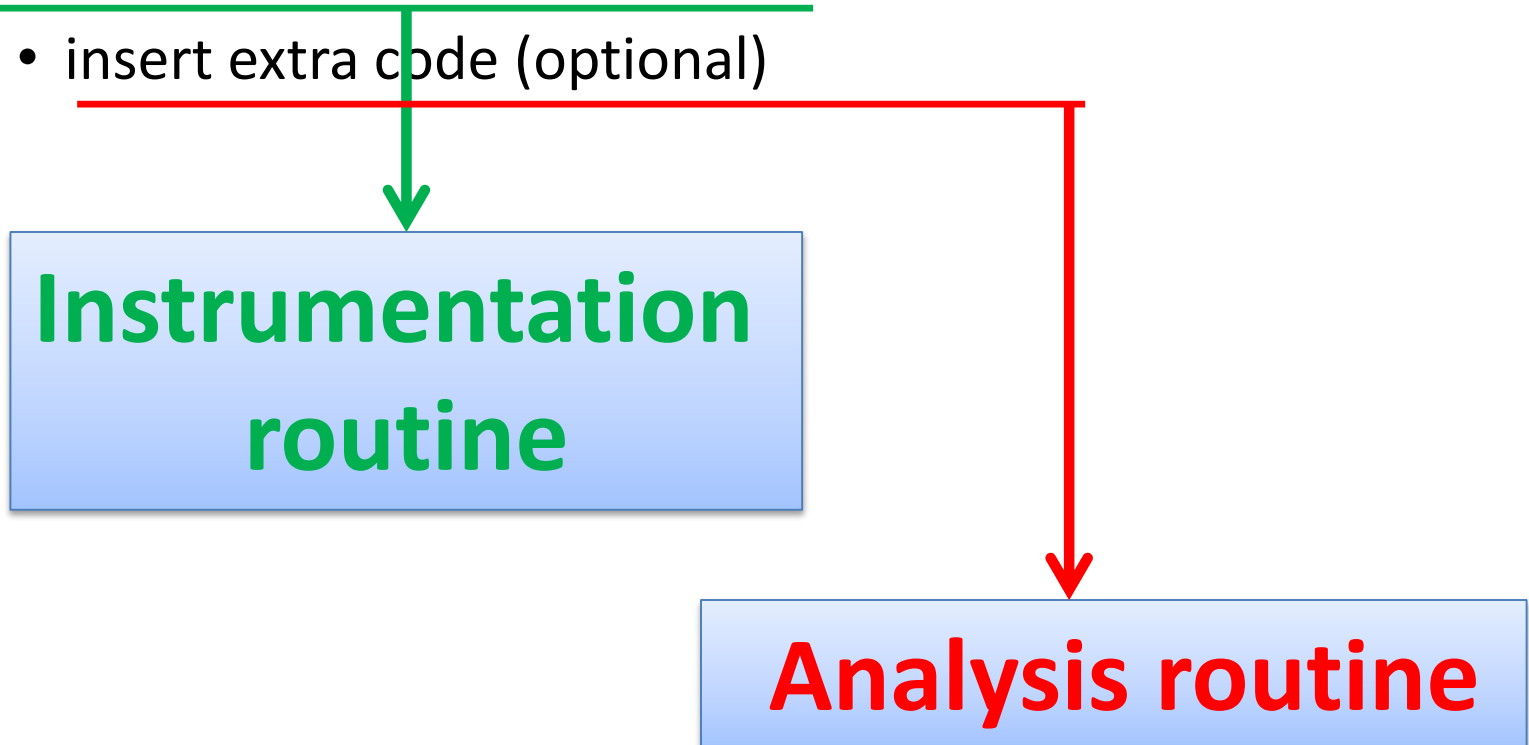 • insert extra code (optional)
Instrumentation
routine
Analysis routine